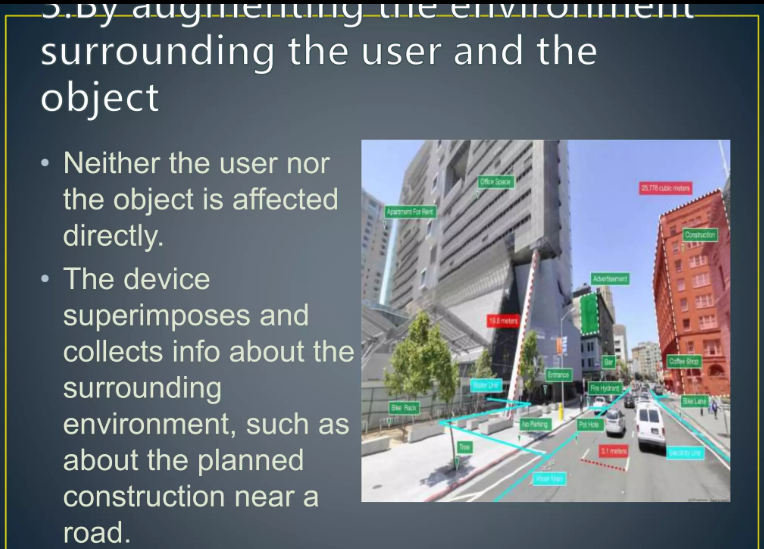 3.By augmenting the environment
surrounding the user and the
object
• Neither the user nor
the object is affected
directly.
• The device
superimposes and
collects info about the
surrounding
environment, such as
about the planned
construction near a
road.
Office Space
25,776 cubic meters
Apartment For Rent
Construction
Advertisement
19.8 meters
Bar
Coffee Shop
Entrance
Water Line
Fire Hydrant
Bike Rack
Bike Lane
No Parking
Pot Hole
Tree
3.1 meters
Electricity Line
Water Main